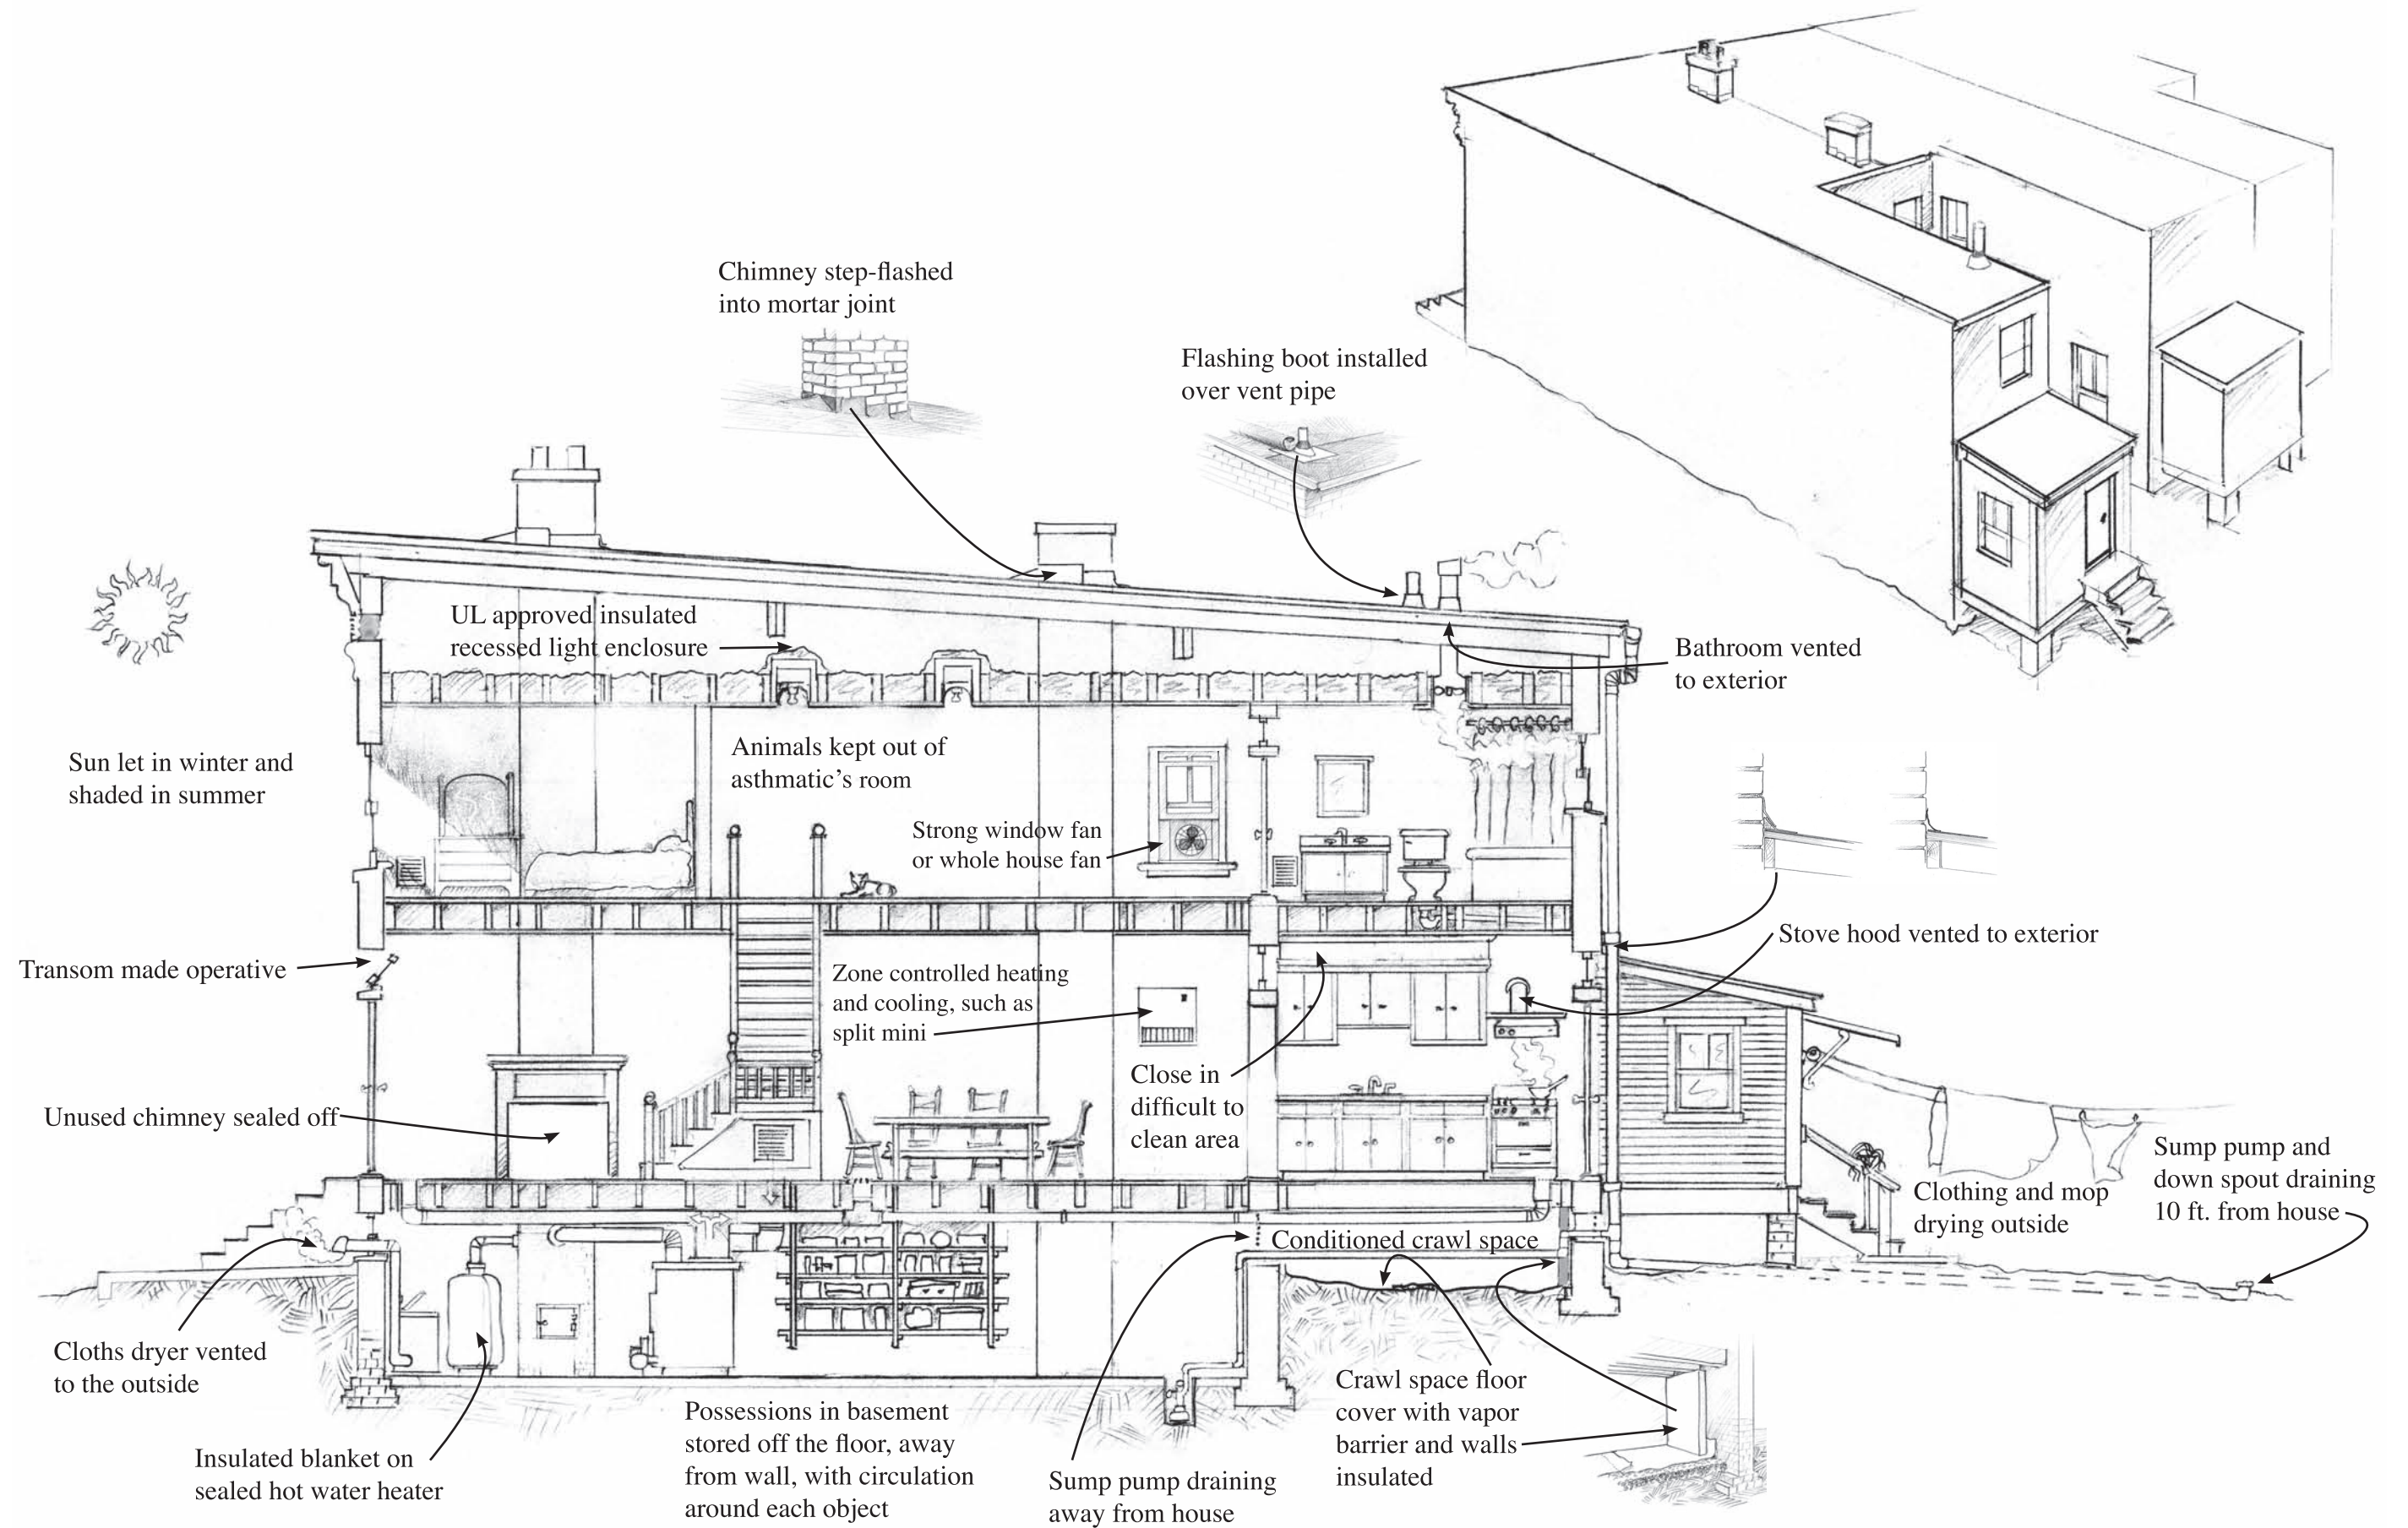 Chimney step-flashed
into mortar joint
Flashing boot installed
over vent pipe
UL approved insulated
recessed light enclosure
Bathroom vented
to exterior
Sun let in winter and
shaded in summer
Animals kept out of
asthmatic’s room
Strong window fan
or whole house fan
Stove hood vented to exterior
Transom made operative
Zone controlled heating
and cooling, such as
split mini
Close in
difficult to
clean area
Unused chimney sealed off
Sump pump and
down spout draining
10 ft. from house
Clothing and mop
drying outside
Conditioned crawl space
Cloths dryer vented
to the outside
Insulated blanket on
sealed hot water heater
Possessions in basement
stored off the floor, away
from wall, with circulation
around each object
Sump pump draining
away from house
Crawl space floor
cover with vapor
barrier and walls
insulated